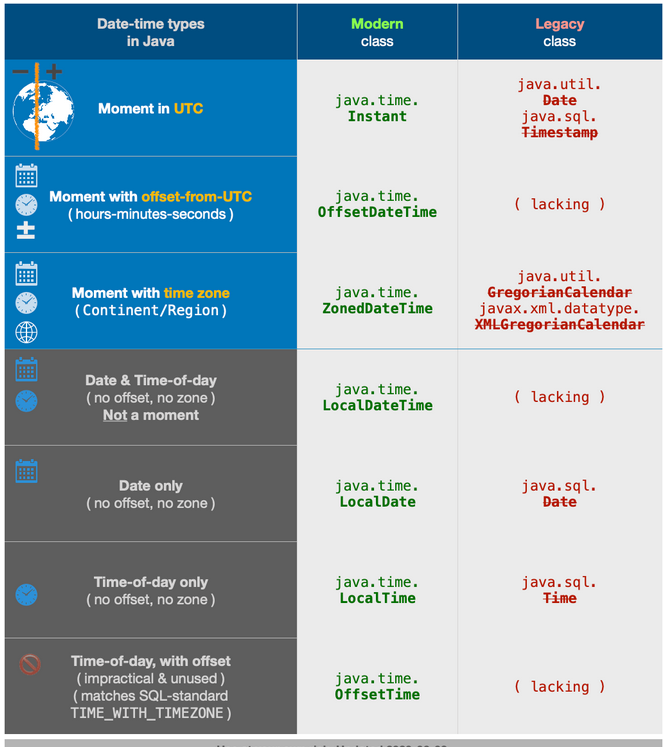 Date-time types
in Java
Modern
class
Legacy
class
Moment in UTC
java.time.
Instant
java.util.
Date
java.sql.
Timestamp
Moment with offset-from-UTC
( hours-minutes-seconds )
java.time.
OffsetDateTime
( lacking )
Moment with time zone
( Continent/Region )
java.time.
ZonedDateTime
java.util.
GregorianCalendar
javax.xml.datatype.
XMLGregorianCalendar
Date & Time-of-day
( no offset, no zone )
Not a moment
java.time.
LocalDateTime
( lacking )
Date only
( no offset, no zone )
java.time.
LocalDate
java.sql.
Date
Time-of-day only
( no offset, no zone )
java.time.
LocalTime
java.sql.
Time
Time-of-day, with offset
( impractical & unused )
( matches SQL-standard
TIME_WITH_TIMEZONE )
java.time.
OffsetTime
( lacking )